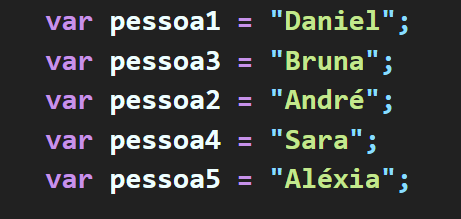 var pessoa1 = "Daniel";
var pessoa3 = "Bruna";
var pessoa2 = "André";
var pessoa4 = "Sara";
var pessoa5 = "Aléxia";